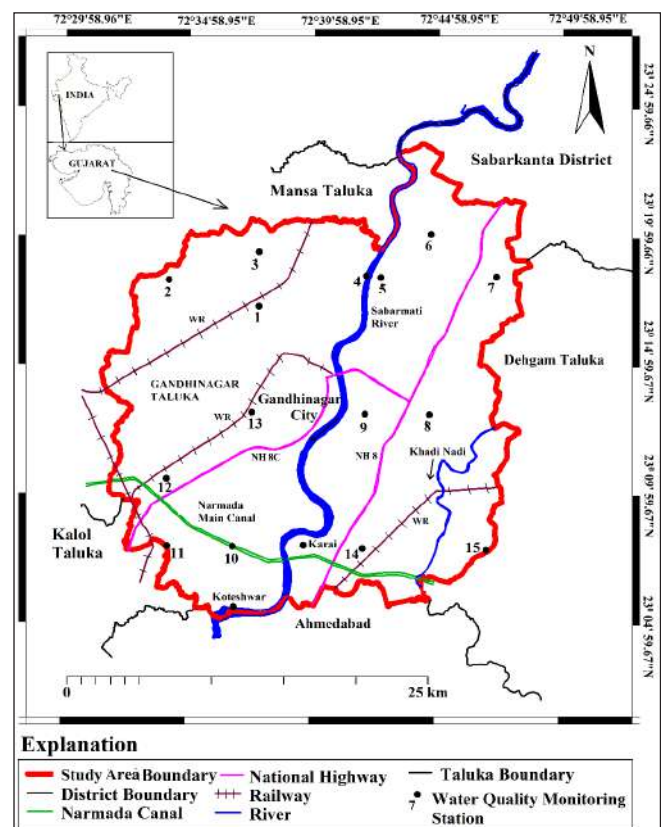 72°29'58.96" 72°34'58.95" 72°39'58.95" 72°44'58.95" 72°49'58.95"
INDIA
GUJARAT
N
Sabarkanta District
Mansa Taluka
6
3
2
4
5
7
1
Sabarmati
River
WR
Dehgam Taluka
GANDHINAGAR
TALUKA
Gandhinagar
City
WR
13
9
8
NH 8C
NH 8
Khadi Nadi
12
Narmada
Main Canal
Kalol
Taluka
WR
11
10
Karai
14
15
Koteshwar
Ahmedabad
23° 24'59.66"
23° 19'59.66"
23° 14'59.67"
23° 09'59.67"
23° 04'59.67"
0 25 km
Explanation
Study Area Boundary National Highway Taluka Boundary
District Boundary Railway 7 Water Quality Monitoring
Narmada Canal River Station